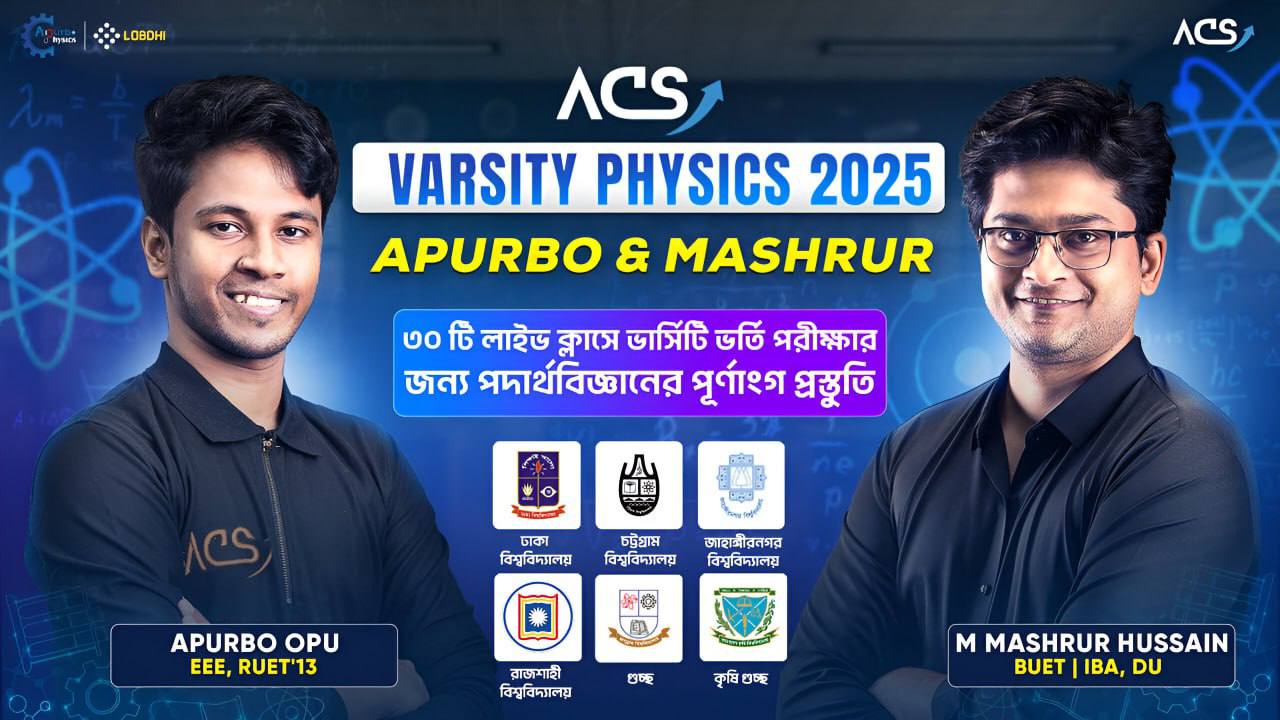 Apurbo Physics
LOBDHI
ACS
ACS
VARSITY PHYSICS 2025
APURBO & MASHRUR
৩০ টি লাইভ ক্লাসে ভার্সিটি ভর্তি পরীক্ষার
জন্য পদার্থবিজ্ঞানের পূর্ণাংগ প্রস্তুতি
ACS
ঢাকা
বিশ্ববিদ্যালয়
চট্টগ্রাম
বিশ্ববিদ্যালয়
জাহাঙ্গীরনগর
বিশ্ববিদ্যালয়
রাজশাহী
বিশ্ববিদ্যালয়
গুচ্ছ
কৃষি গুচ্ছ
APURBO OPU
EEE, RUET'13
M MASHRUR HUSSAIN
BUET | IBA, DU